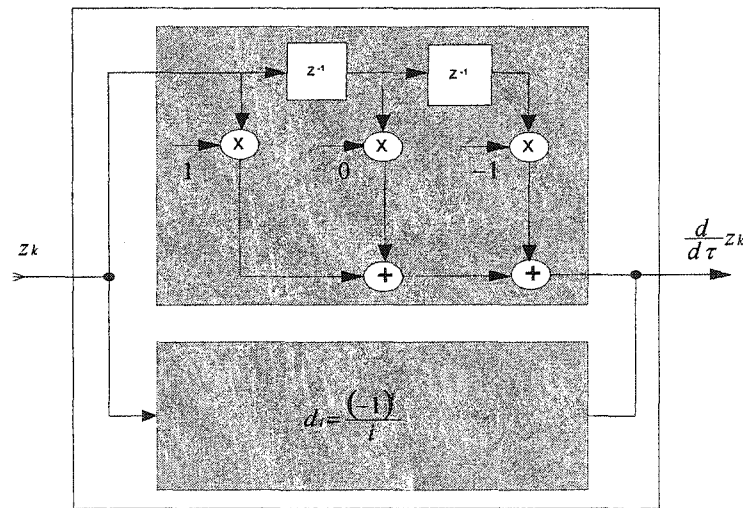 z⁻¹ z⁻¹
x x x
1 0 −1
z_k
d/dτ z_k
+ +
d_i = (−1)^i / i